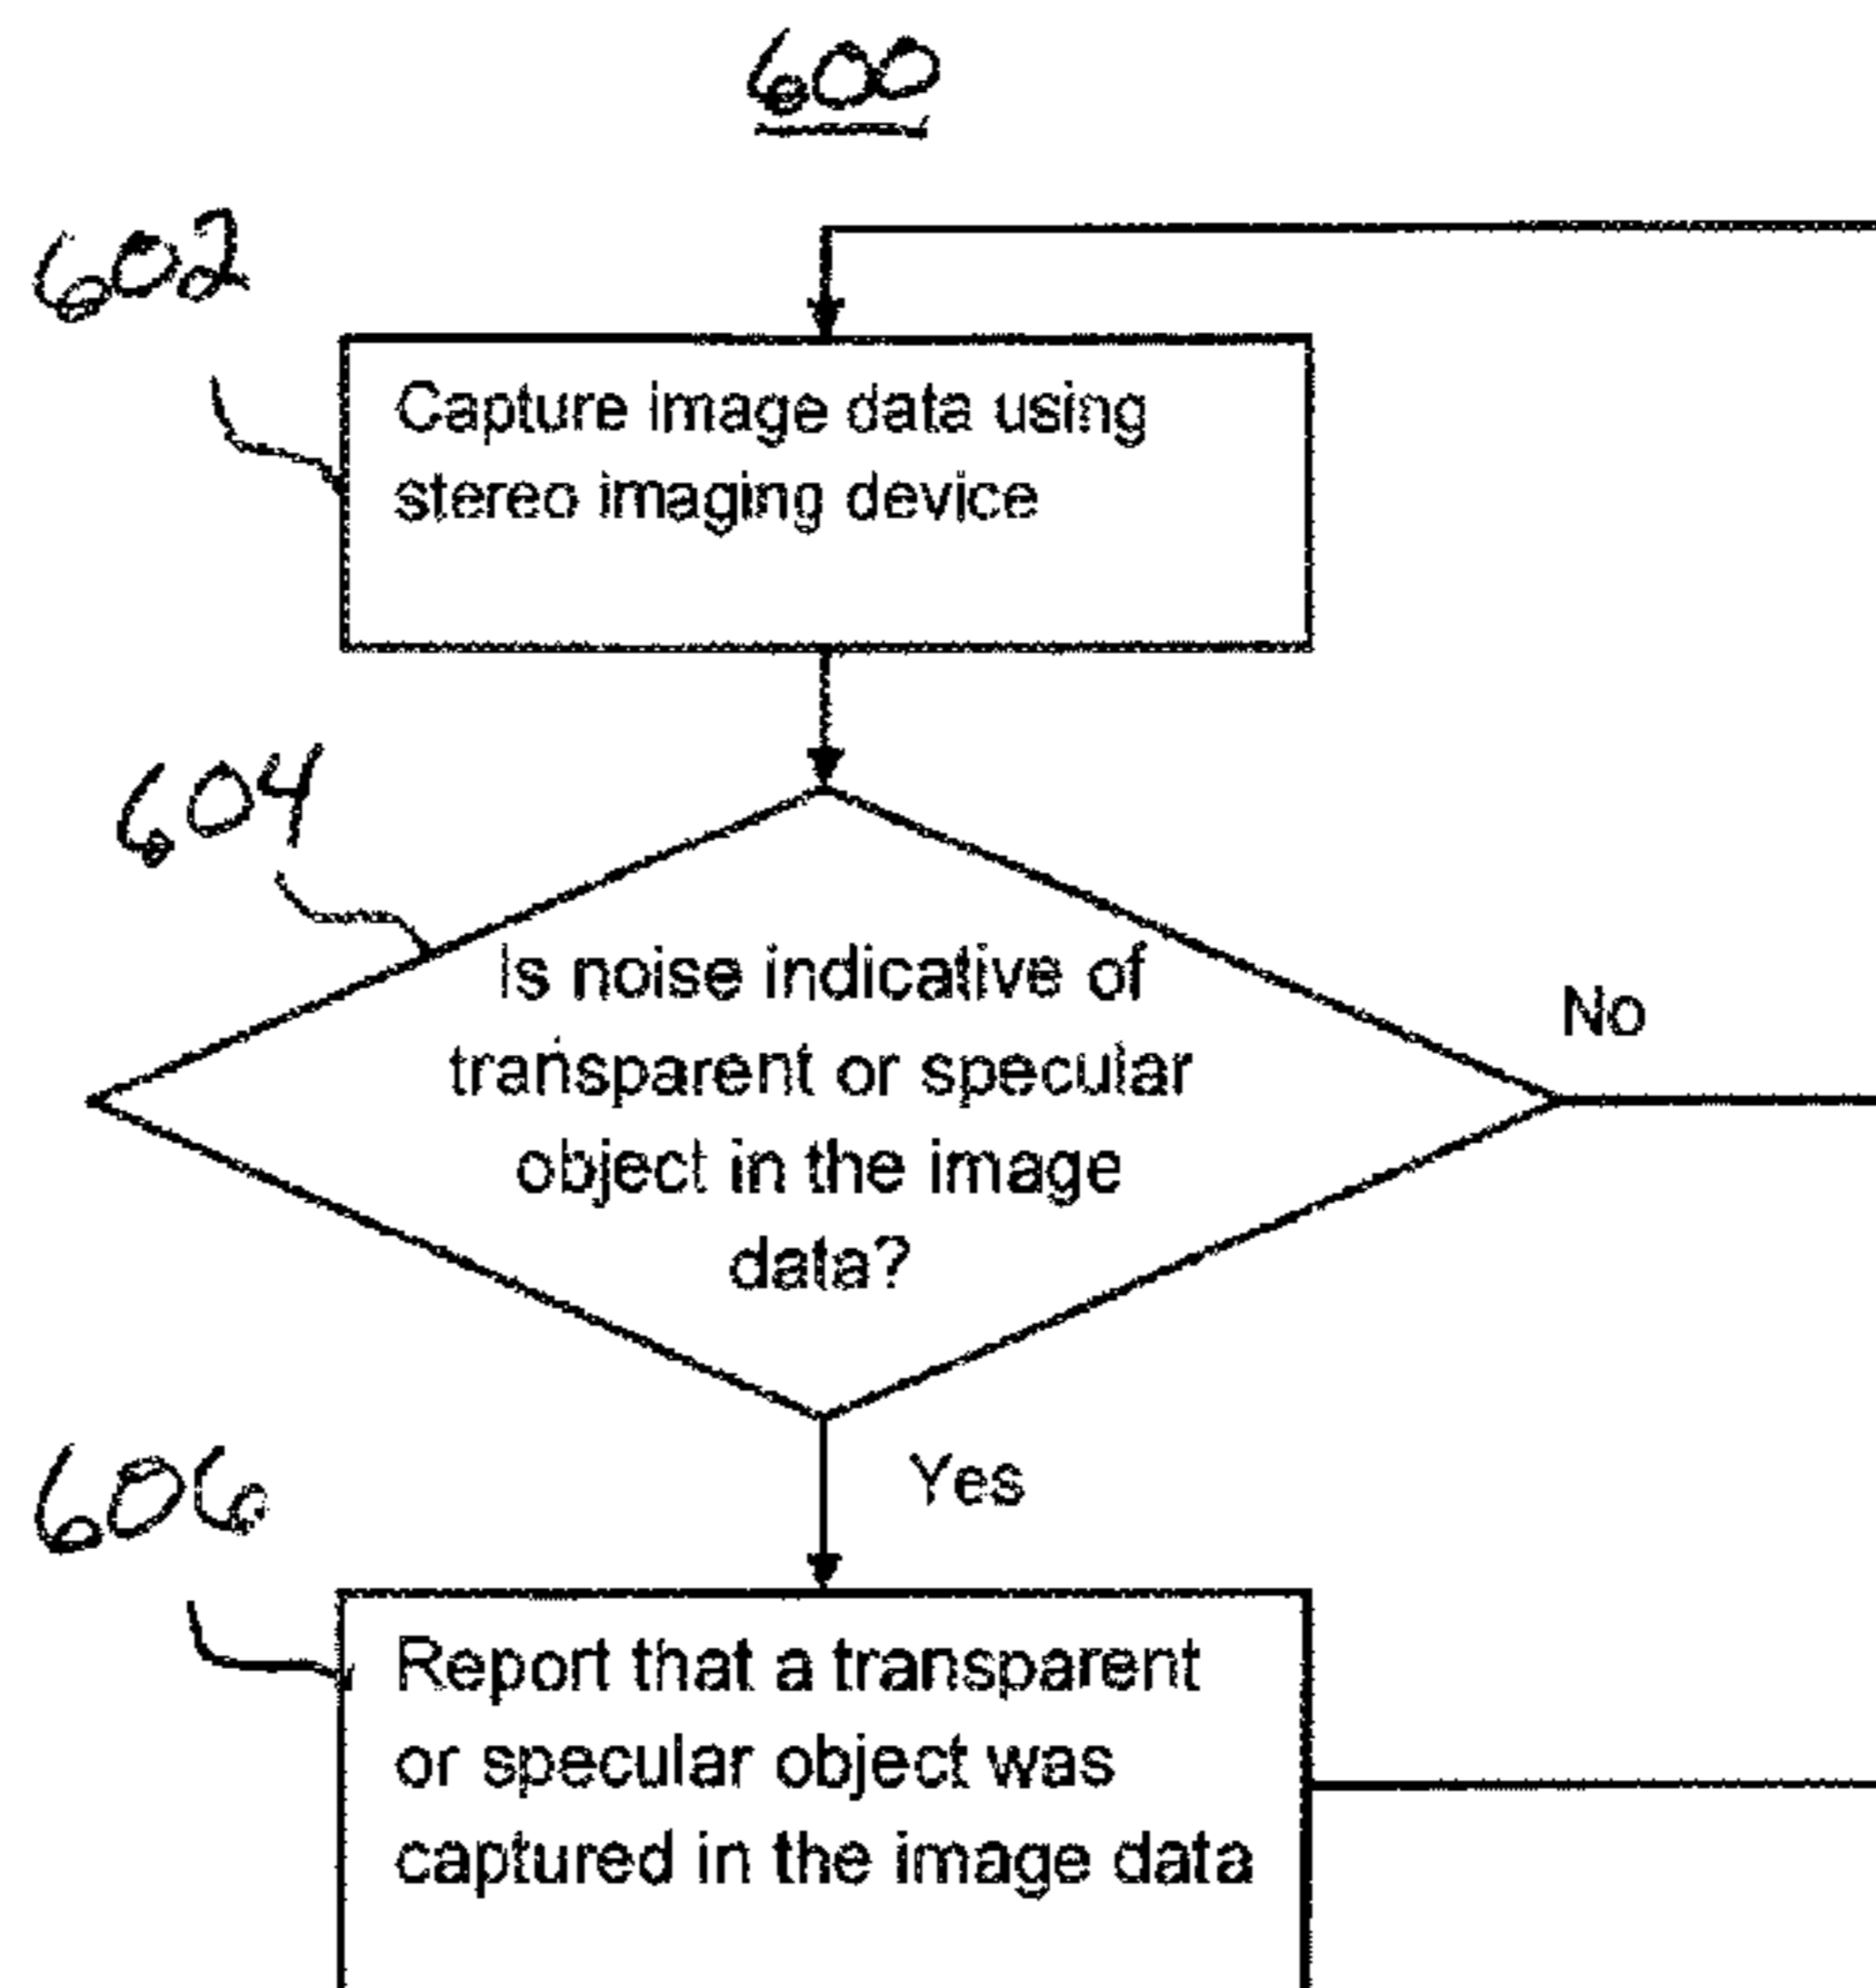 600
602
Capture image data using
stereo imaging device
604
Is noise indicative of
transparent or specular
object in the image
data?
No
Yes
606
Report that a transparent
or specular object was
captured in the image data